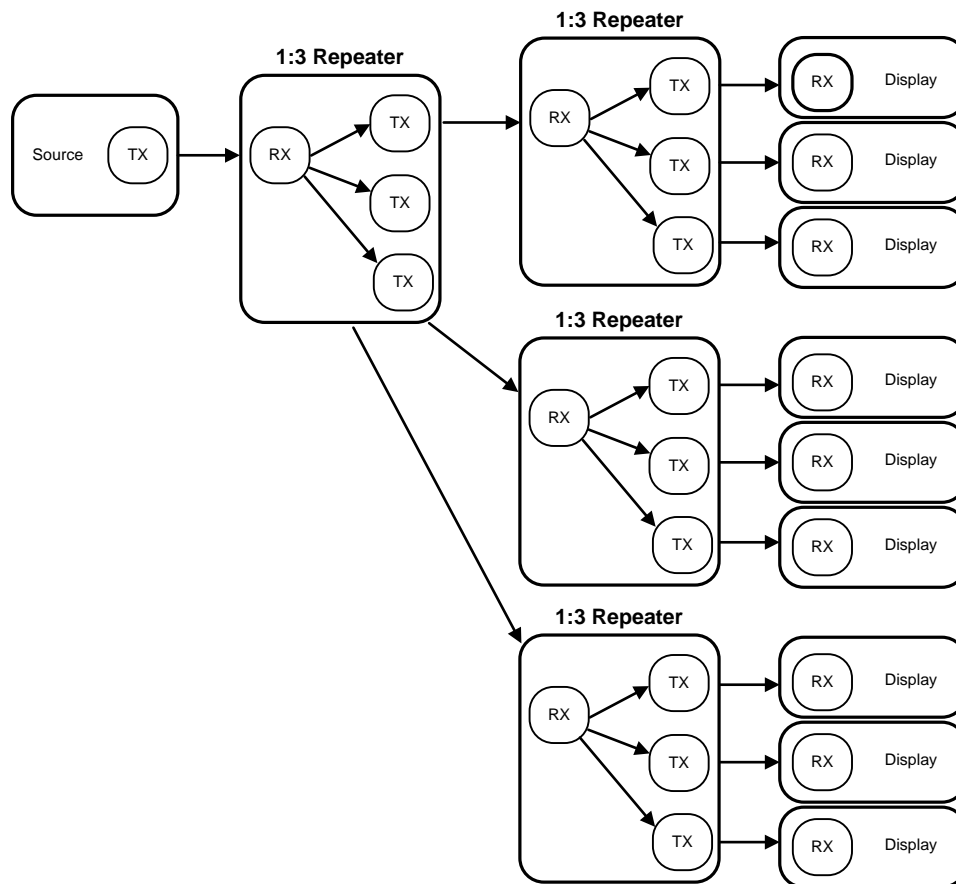 1:3 Repeater
Source
TX
RX
TX
TX
TX
1:3 Repeater
RX
TX
TX
TX
RX Display
RX Display
RX Display
1:3 Repeater
RX
TX
TX
TX
RX Display
RX Display
RX Display
1:3 Repeater
RX
TX
TX
TX
RX Display
RX Display
RX Display